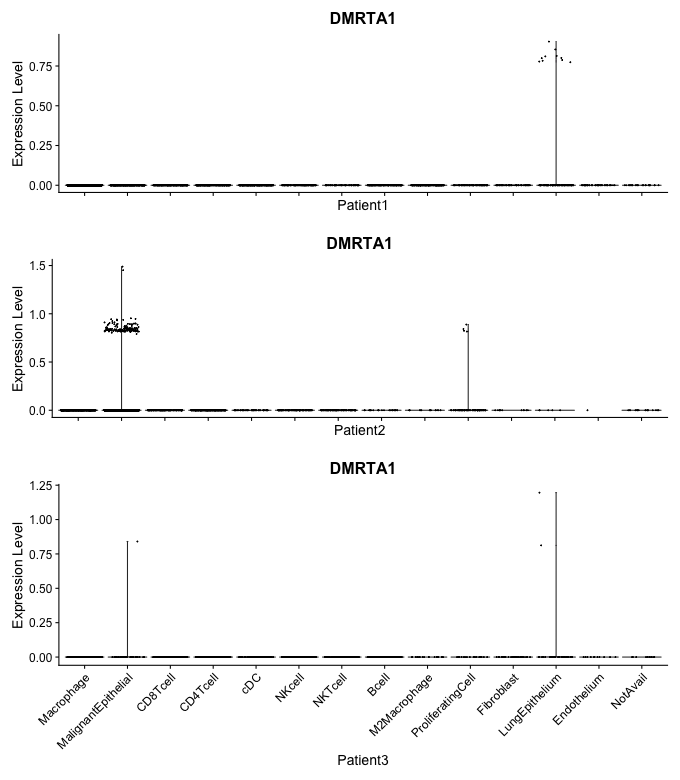 DMRTA1
Expression Level
0.75
0.50
0.25
0.00
Patient1
DMRTA1
Expression Level
1.5
1.0
0.5
0.0
Patient2
DMRTA1
Expression Level
1.25
1.00
0.75
0.50
0.25
0.00
Macrophage
MalignantEpithelial
CD8Tcell
CD4Tcell
cDC
NKcell
NKTcell
Bcell
M2Macrophage
ProliferatingCell
Fibroblast
LungEpithelium
Endothelium
NotAvail
Patient3